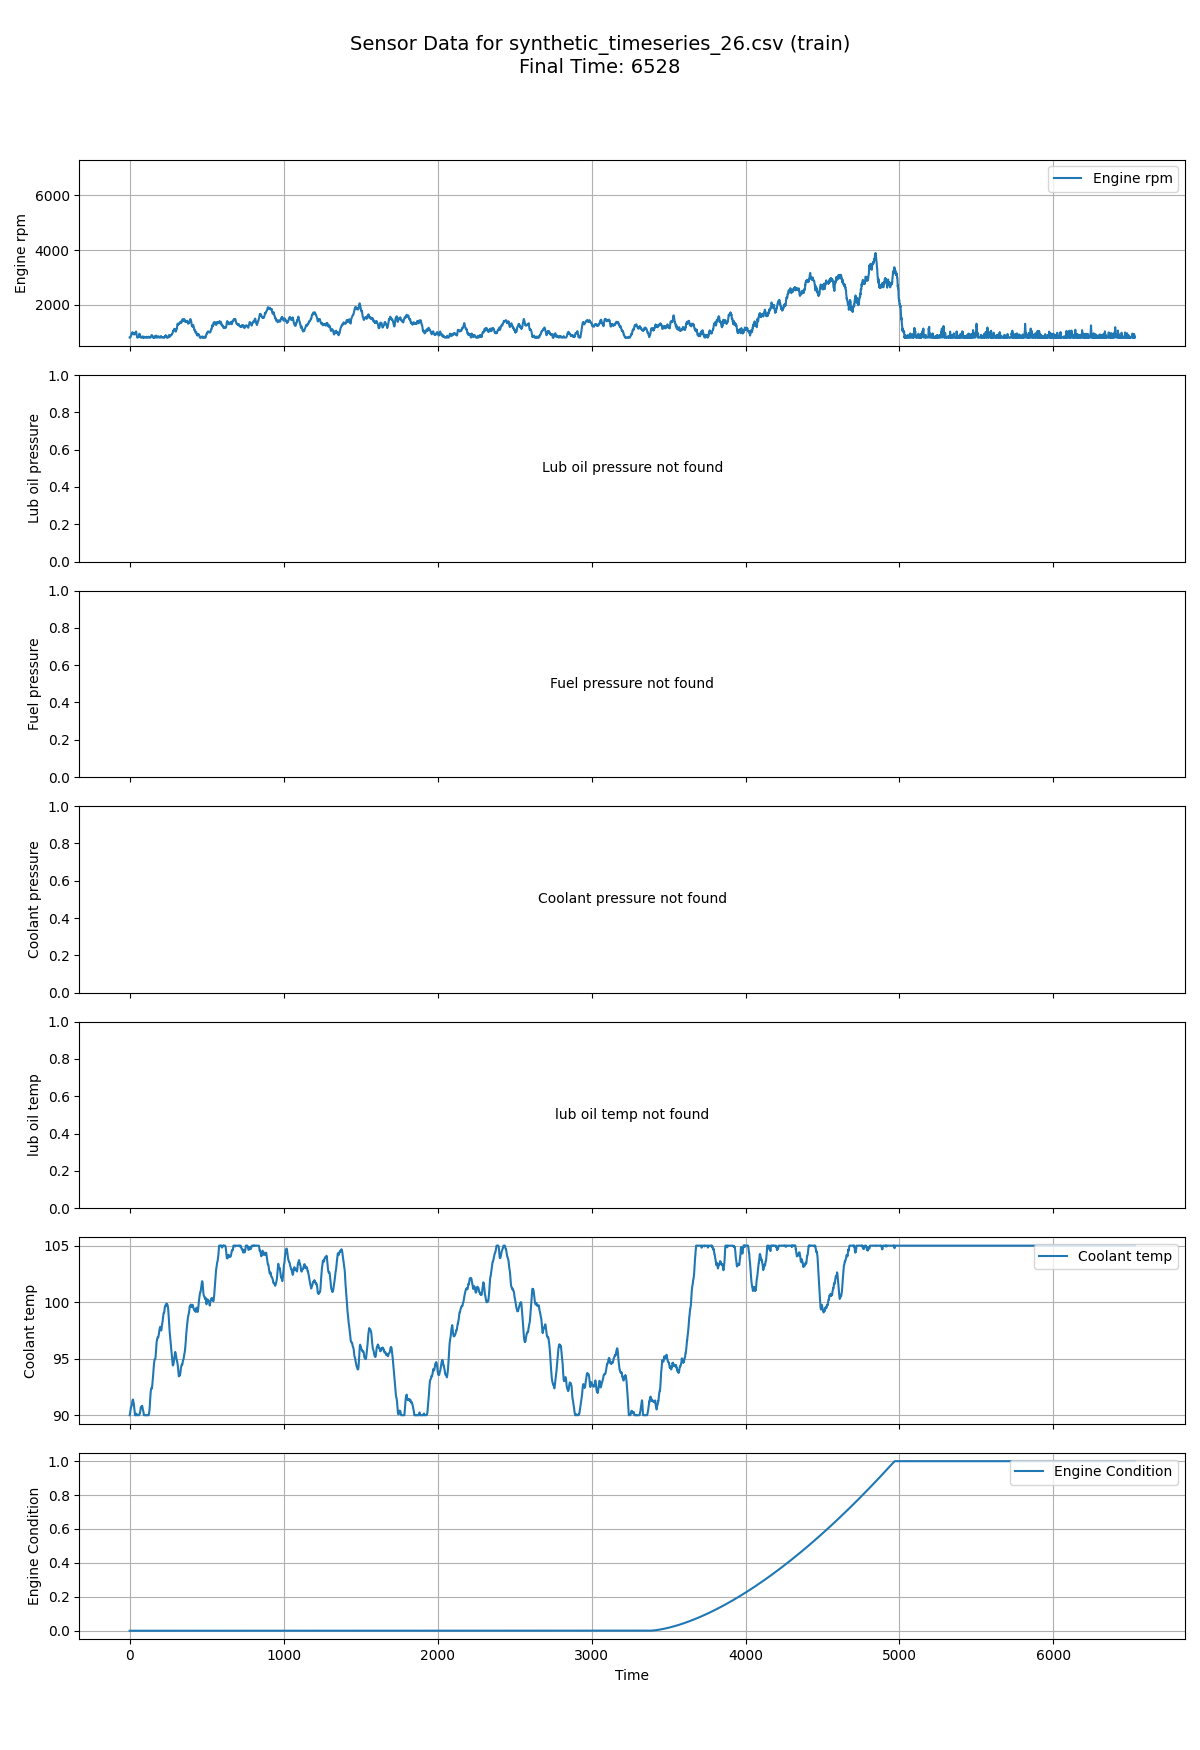 Sensor Data for synthetic_timeseries_26.csv (train)
Final Time: 6528
Engine rpm
6000
4000
2000
Engine rpm
Lub oil pressure
1.0
0.8
0.6
0.4
0.2
0.0
Lub oil pressure not found
Fuel pressure
1.0
0.8
0.6
0.4
0.2
0.0
Fuel pressure not found
Coolant pressure
1.0
0.8
0.6
0.4
0.2
0.0
Coolant pressure not found
lub oil temp
1.0
0.8
0.6
0.4
0.2
0.0
lub oil temp not found
Coolant temp
105
100
95
90
Coolant temp
Engine Condition
1.0
0.8
0.6
0.4
0.2
0.0
Engine Condition
0 1000 2000 3000 4000 5000 6000
Time